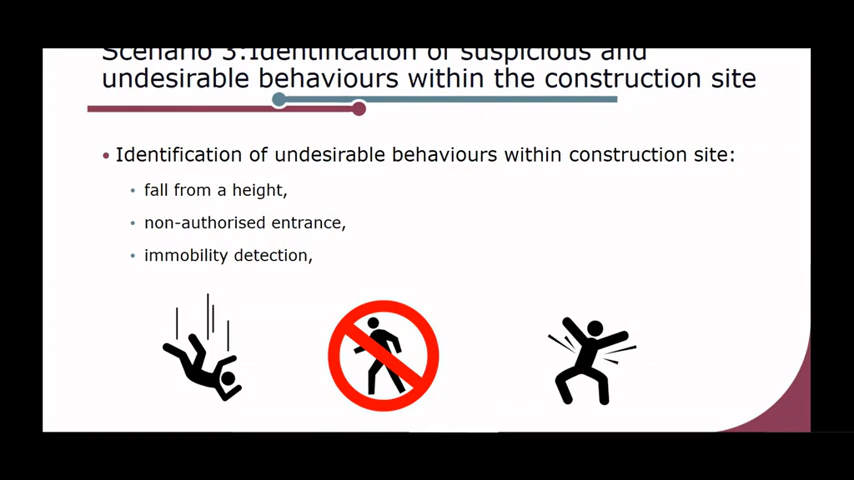 Scenario 3:Identification of suspicious and
undesirable behaviours within the construction site
Identification of undesirable behaviours within construction site:
fall from a height,
non-authorised entrance,
immobility detection,